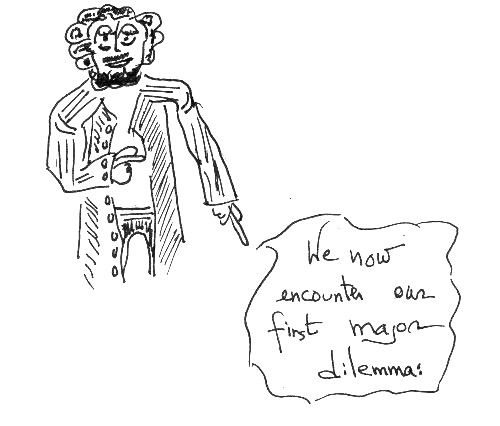 We now
encounter our
first major
dilemma: